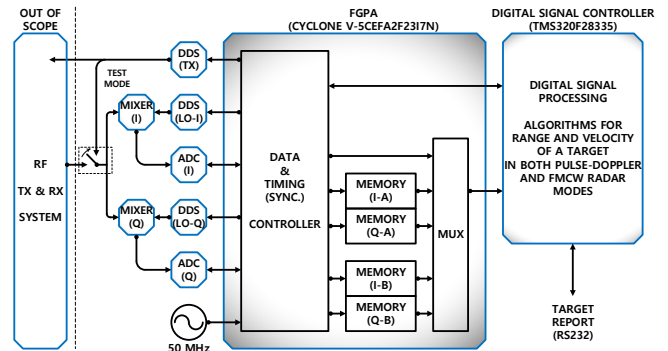 OUT OF
SCOPE
FGPA
(CYCLONE V-5CEFA2F23I7N)
DIGITAL SIGNAL CONTROLLER
(TMS320F28335)
RF
TX & RX
SYSTEM
TEST
MODE
DDS
(TX)
MIXER
(I)
DDS
(LO-I)
ADC
(I)
MIXER
(Q)
DDS
(LO-Q)
ADC
(Q)
50 MHz
DATA
&
TIMING
(SYNC.)
CONTROLLER
MEMORY
(I-A)
MEMORY
(Q-A)
MEMORY
(I-B)
MEMORY
(Q-B)
MUX
DIGITAL SIGNAL
PROCESSING
ALGORITHMS FOR
RANGE AND VELOCITY
OF A TARGET
IN BOTH PULSE-DOPPLER
AND FMCW RADAR
MODES
TARGET
REPORT
(RS232)